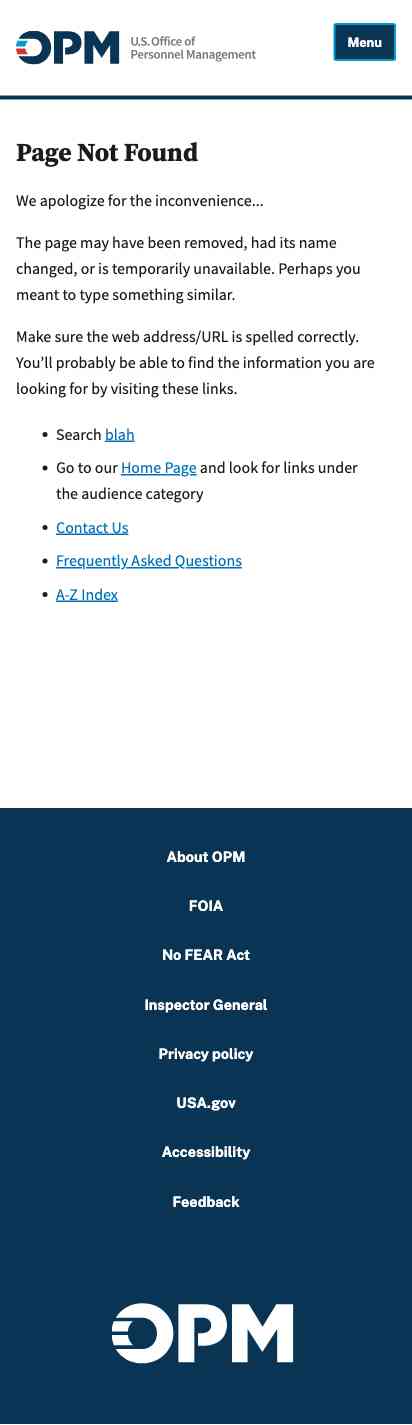 OPM
U.S. Office of
Personnel Management
Menu
Page Not Found
We apologize for the inconvenience...
The page may have been removed, had its name
changed, or is temporarily unavailable. Perhaps you
meant to type something similar.
Make sure the web address/URL is spelled correctly.
You’ll probably be able to find the information you are
looking for by visiting these links.
• Search blah
• Go to our Home Page and look for links under
the audience category
• Contact Us
• Frequently Asked Questions
• A-Z Index
About OPM
FOIA
No FEAR Act
Inspector General
Privacy policy
USA.gov
Accessibility
Feedback
OPM